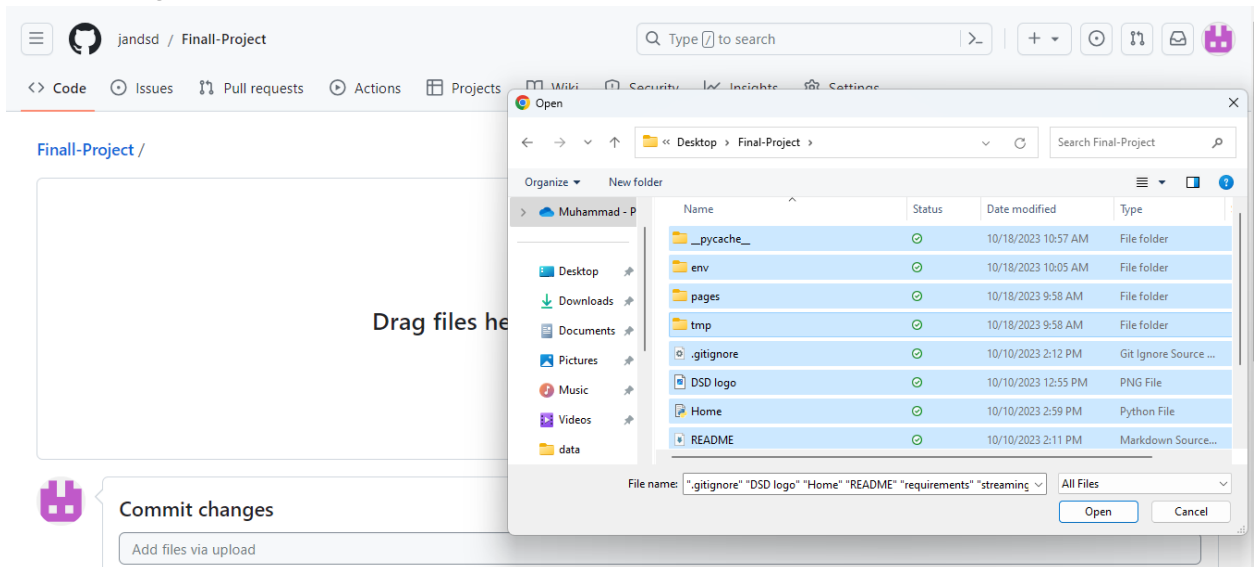 jandsd / Finall-Project
Type / to search
Code
Issues
Pull requests
Actions
Projects
Wiki
Security
Insights
Settings
Finall-Project /
Drag files he
Commit changes
Add files via upload
Open
« Desktop > Final-Project >
Search Final-Project
Organize
New folder
Muhammad - P
Desktop
Downloads
Documents
Pictures
Music
Videos
data
Name Status Date modified Type
__pycache__ 10/18/2023 10:57 AM File folder
env 10/18/2023 10:05 AM File folder
pages 10/18/2023 9:58 AM File folder
tmp 10/18/2023 9:58 AM File folder
.gitignore 10/10/2023 2:12 PM Git Ignore Source ...
DSD logo 10/10/2023 12:55 PM PNG File
Home 10/10/2023 2:59 PM Python File
README 10/10/2023 2:11 PM Markdown Source...
File name: ".gitignore" "DSD logo" "Home" "README" "requirements" "streaming
All Files
Open
Cancel